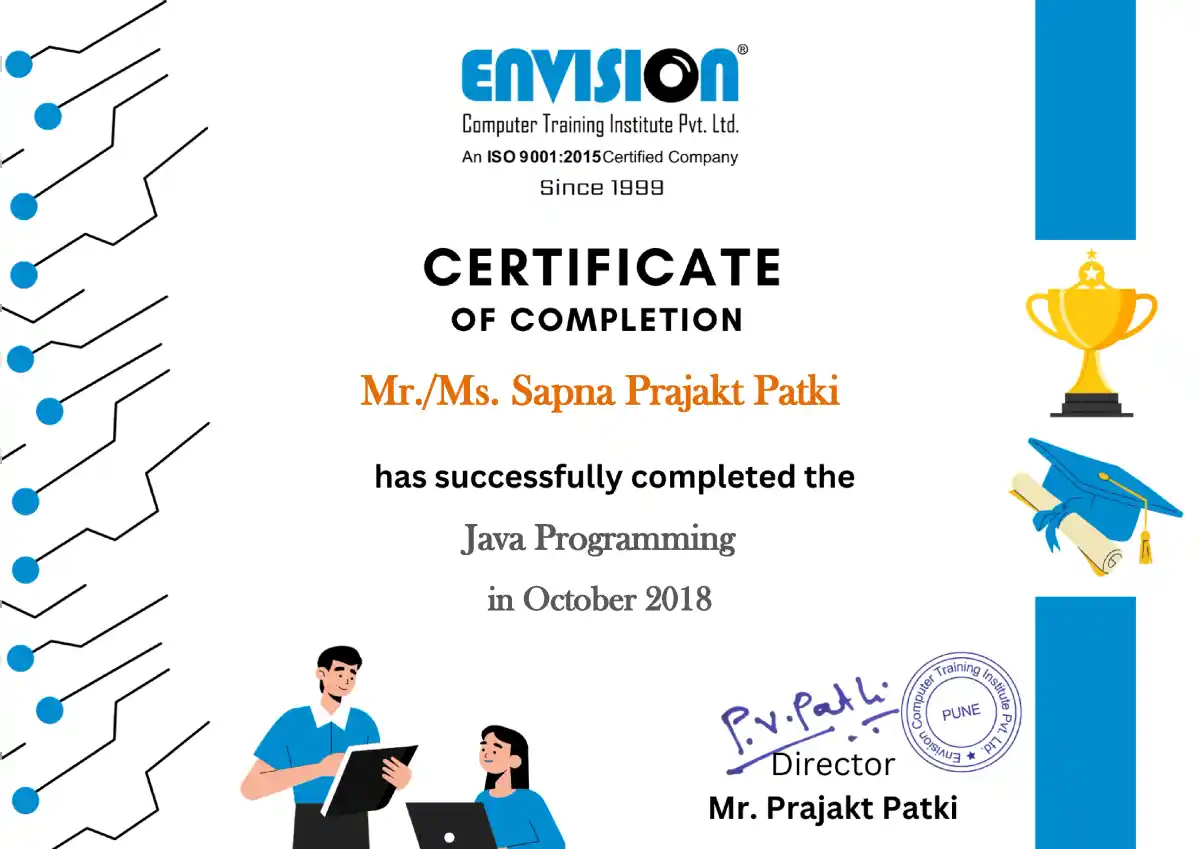 ENVISION®
Computer Training Institute Pvt. Ltd.
An ISO 9001:2015 Certified Company
Since 1999
CERTIFICATE
OF COMPLETION
Mr./Ms. Sapna Prajakt Patki
has successfully completed the
Java Programming
in October 2018
P.V.Patki
Envision Computer Training Institute Pvt. Ltd. ★
PUNE
Director
Mr. Prajakt Patki